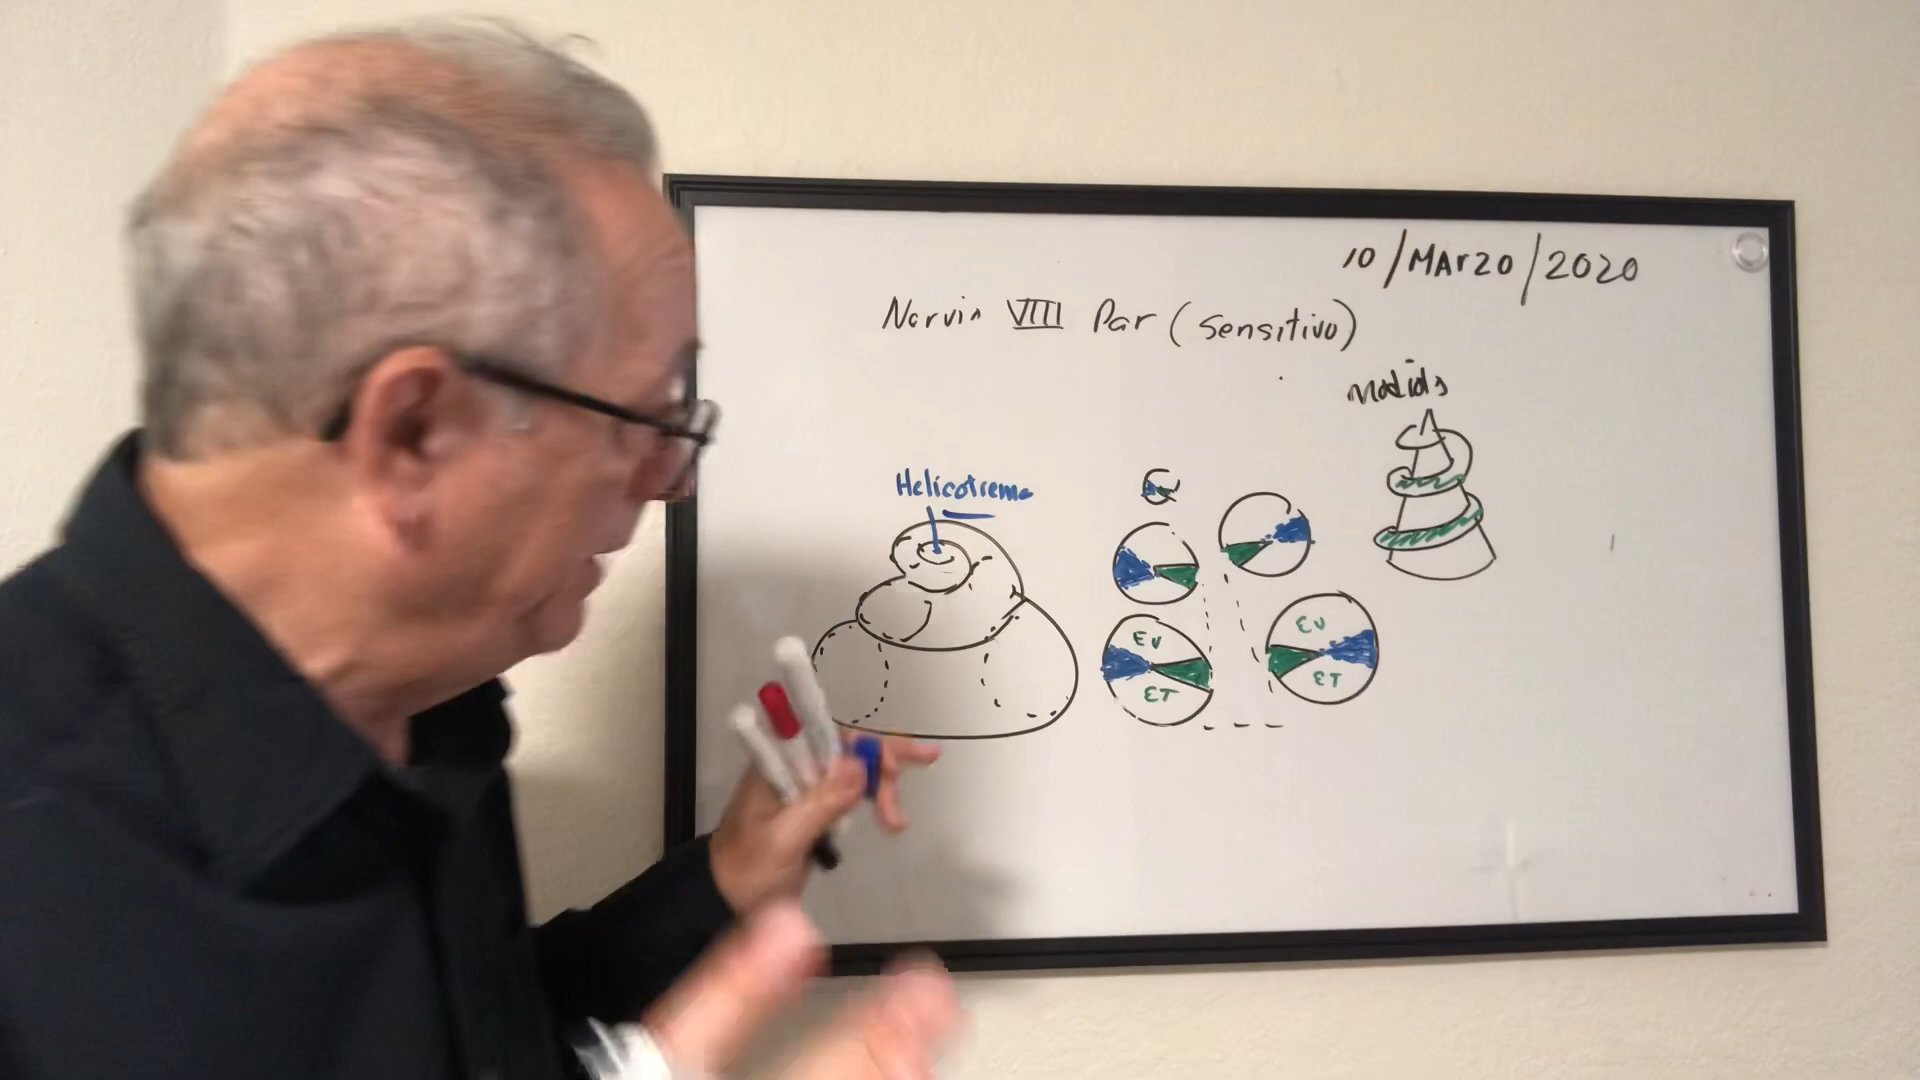 10/Marzo/2020
Nervio VIII Par (Sensitivo)
Modiolo
Helicotrema
EV
ET
EV
ET